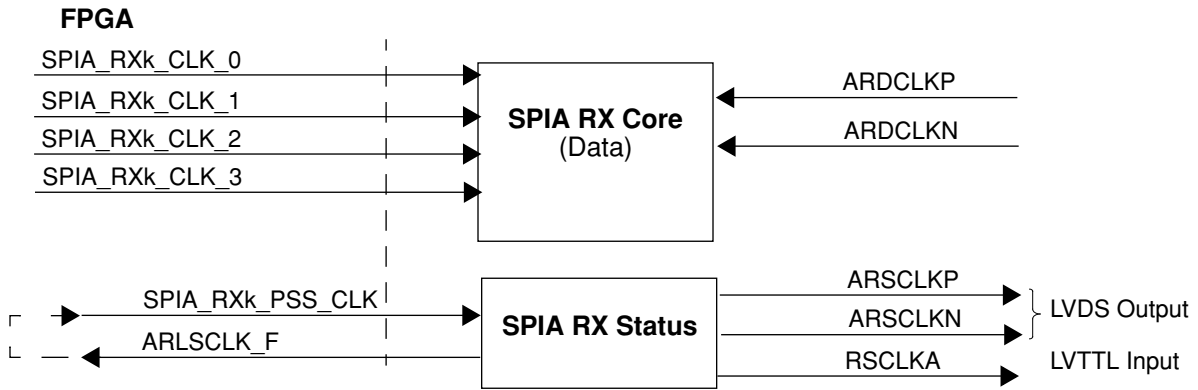 FPGA
SPIA_RXk_CLK_0
SPIA_RXk_CLK_1
SPIA_RXk_CLK_2
SPIA_RXk_CLK_3
SPIA RX Core
(Data)
ARDCLKP
ARDCLKN
SPIA_RXk_PSS_CLK
ARLSCLK_F
SPIA RX Status
ARSCLKP
ARSCLKN
RSCLKA
LVDS Output
LVTTL Input